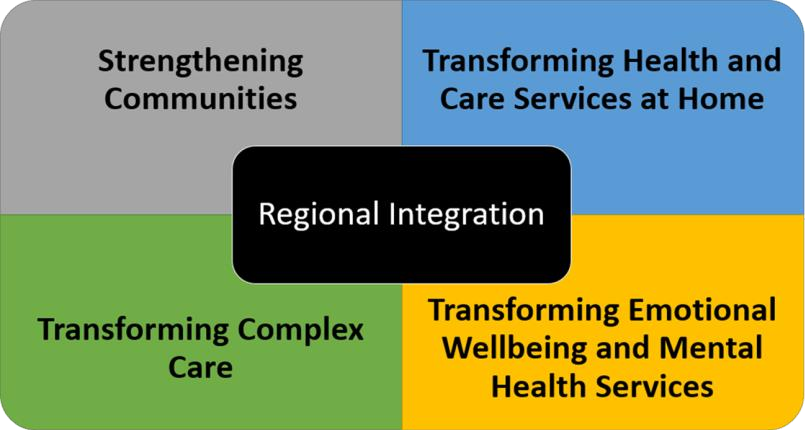 Strengthening
Communities
Transforming Health and
Care Services at Home
Regional Integration
Transforming Complex
Care
Transforming Emotional
Wellbeing and Mental
Health Services